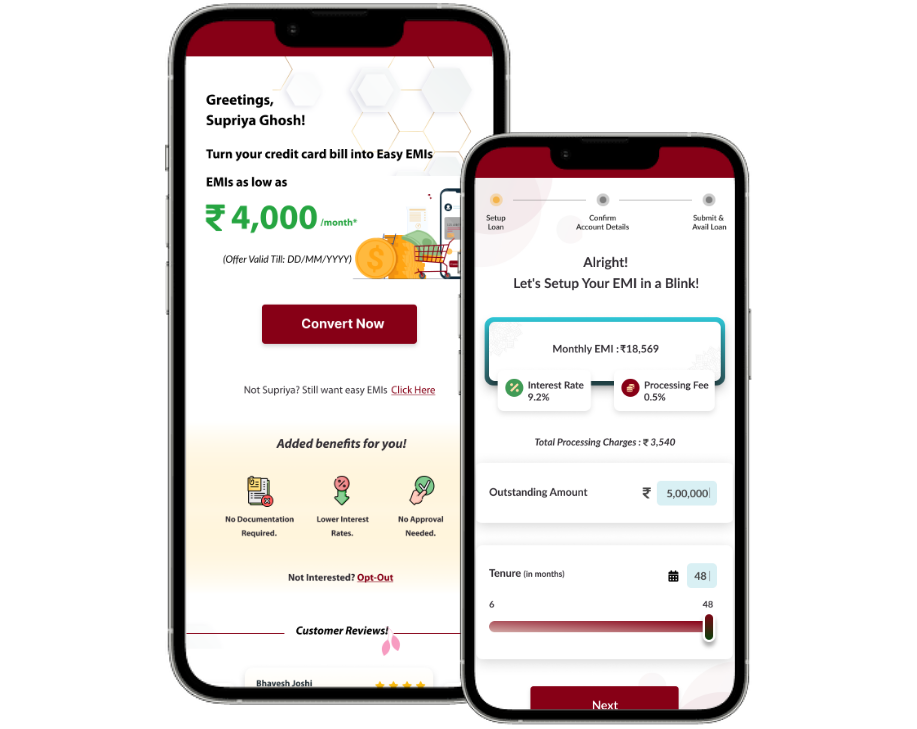 Greetings,
Supriya Ghosh!
Turn your credit card bill into Easy EMIs
EMIs as low as
₹ 4,000 /month*
(Offer Valid Till: DD/MM/YYYY)
Convert Now
Not Supriya? Still want easy EMIs Click Here
Added benefits for you!
No Documentation
Required.
Lower Interest
Rates.
No Approval
Needed.
Not Interested? Opt-Out
Customer Reviews!
Bhavesh Joshi
Setup
Loan
Confirm
Account Details
Submit &
Avail Loan
Alright!
Let's Setup Your EMI in a Blink!
Monthly EMI : ₹18,569
Interest Rate
9.2%
Processing Fee
0.5%
Total Processing Charges : ₹ 3,540
Outstanding Amount ₹ 5,00,000
Tenure (in months) 48
6 48
Next